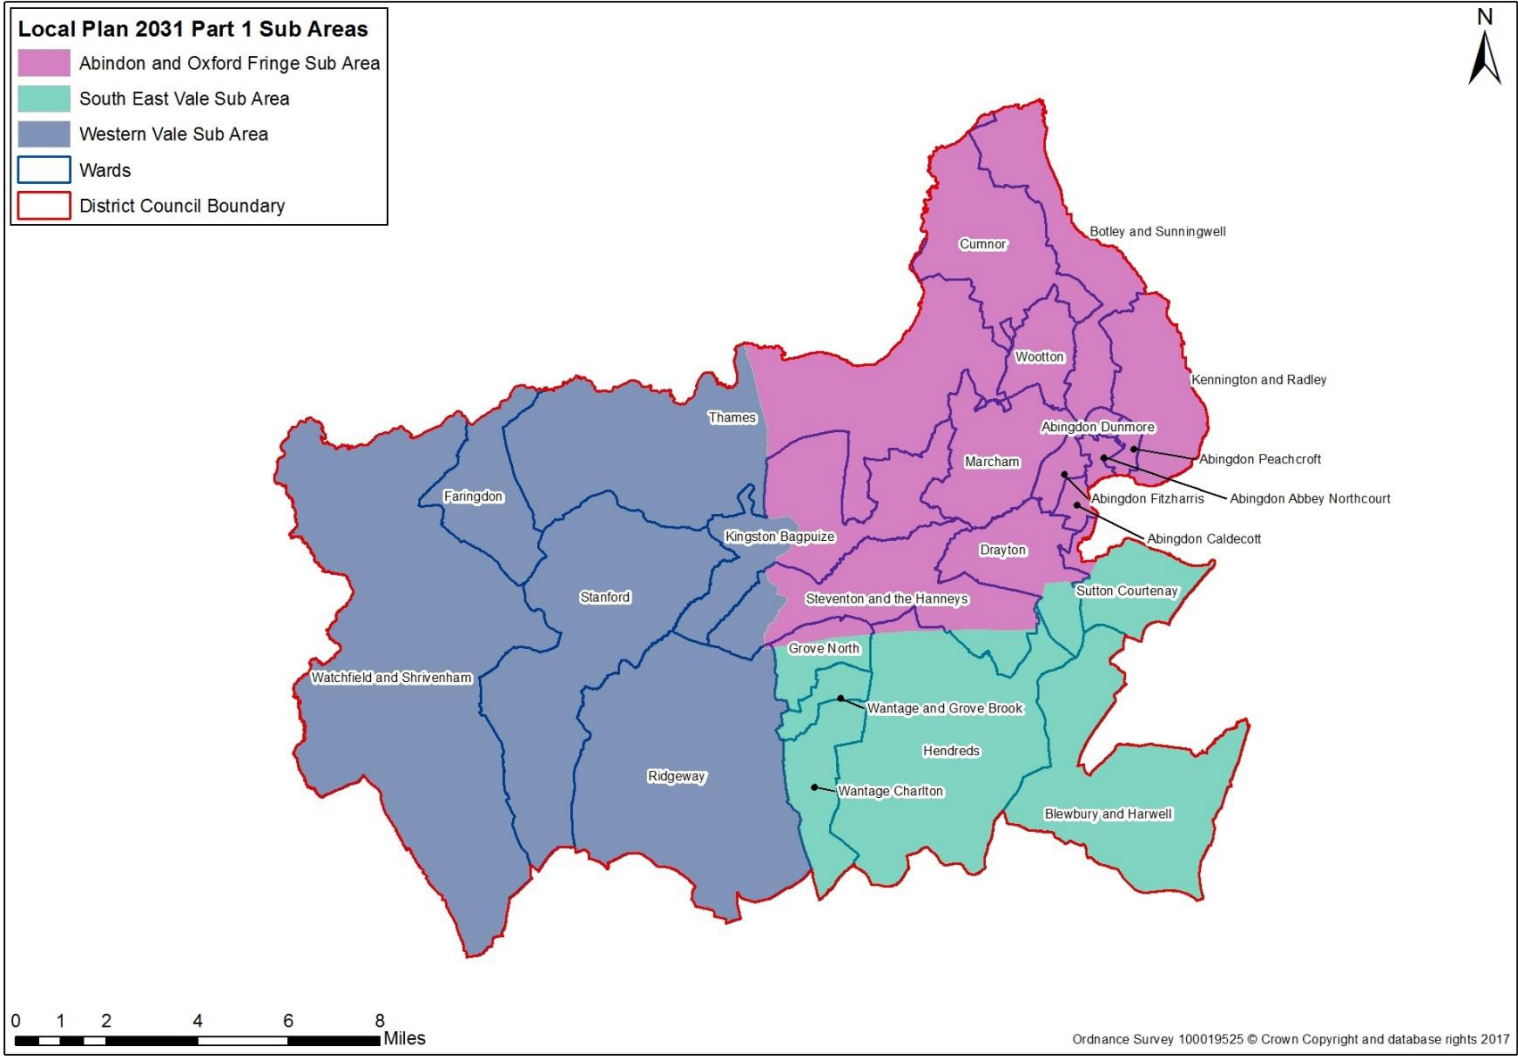 Local Plan 2031 Part 1 Sub Areas
Abindon and Oxford Fringe Sub Area
South East Vale Sub Area
Western Vale Sub Area
Wards
District Council Boundary
N
Botley and Sunningwell
Cumnor
Wootton
Kennington and Radley
Thames
Abingdon Dunmore
Marcham
Abingdon Peachcroft
Faringdon
Abingdon Fitzharris
Abingdon Abbey Northcourt
Kingston Bagpuize
Abingdon Caldecott
Drayton
Sutton Courtenay
Stanford
Steventon and the Hanneys
Grove North
Watchfield and Shrivenham
Wantage and Grove Brook
Hendreds
Ridgeway
Wantage Charlton
Blewbury and Harwell
0 1 2 4 6 8
Miles
Ordnance Survey 100019525 © Crown Copyright and database rights 2017